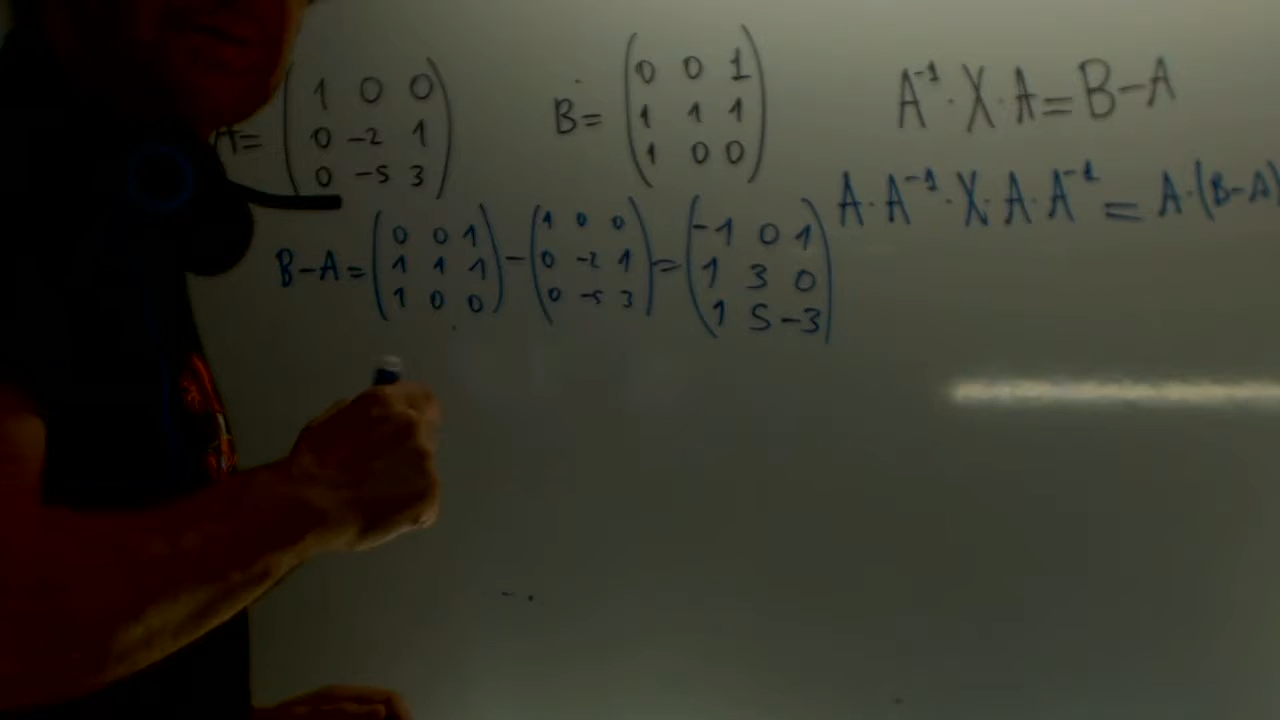 A= (1 0 0 / 0 -2 1 / 0 -5 3) B= (0 0 1 / 1 1 1 / 1 0 0) A⁻¹·X·A=B-A
A·A⁻¹·X·A·A⁻¹ = A·(B-A)
B-A= (0 0 1 / 1 1 1 / 1 0 0) - (1 0 0 / 0 -2 1 / 0 -5 3) = (-1 0 1 / 1 3 0 / 1 5 -3)